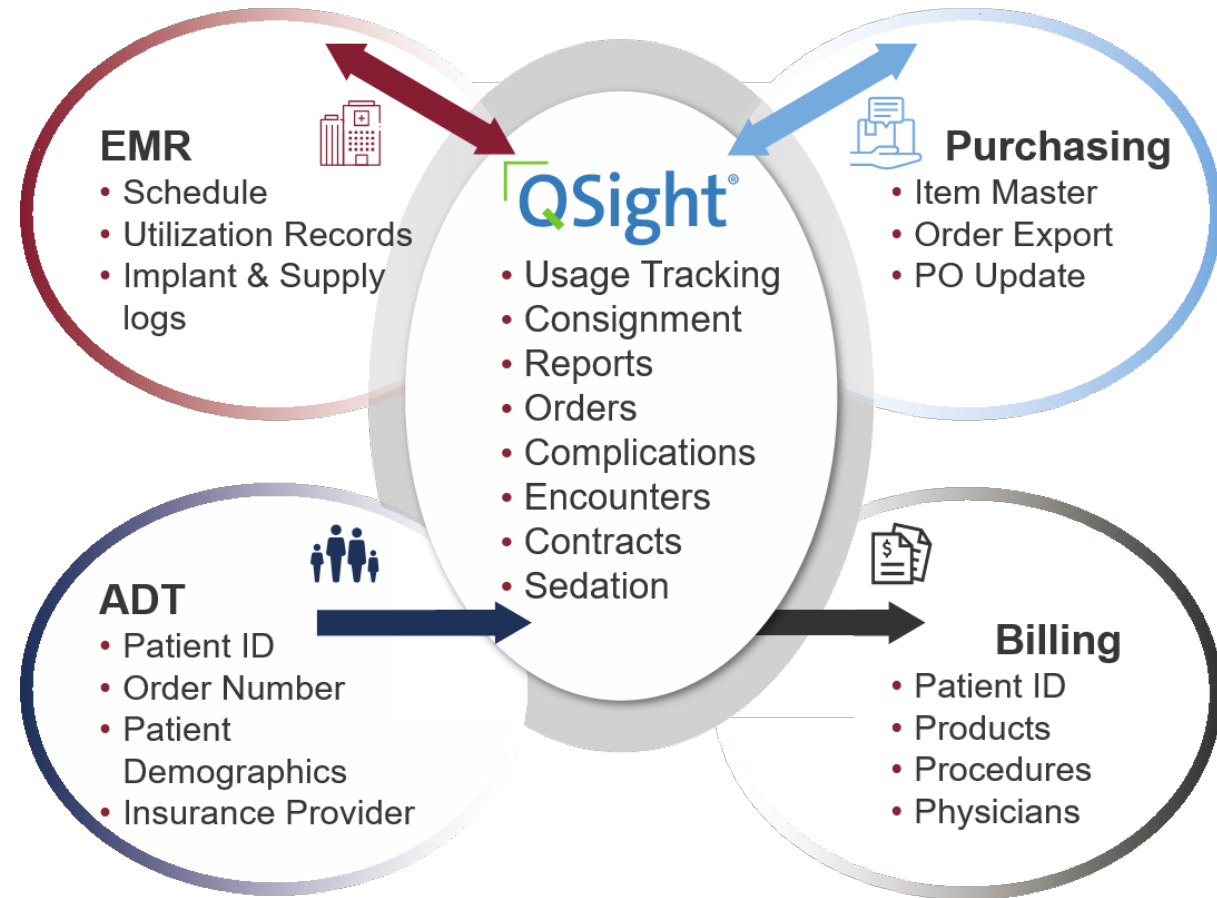 EMR
• Schedule
• Utilization Records
• Implant & Supply
logs
QSight®
• Usage Tracking
• Consignment
• Reports
• Orders
• Complications
• Encounters
• Contracts
• Sedation
Purchasing
• Item Master
• Order Export
• PO Update
ADT
• Patient ID
• Order Number
• Patient
Demographics
• Insurance Provider
$
Billing
• Patient ID
• Products
• Procedures
• Physicians